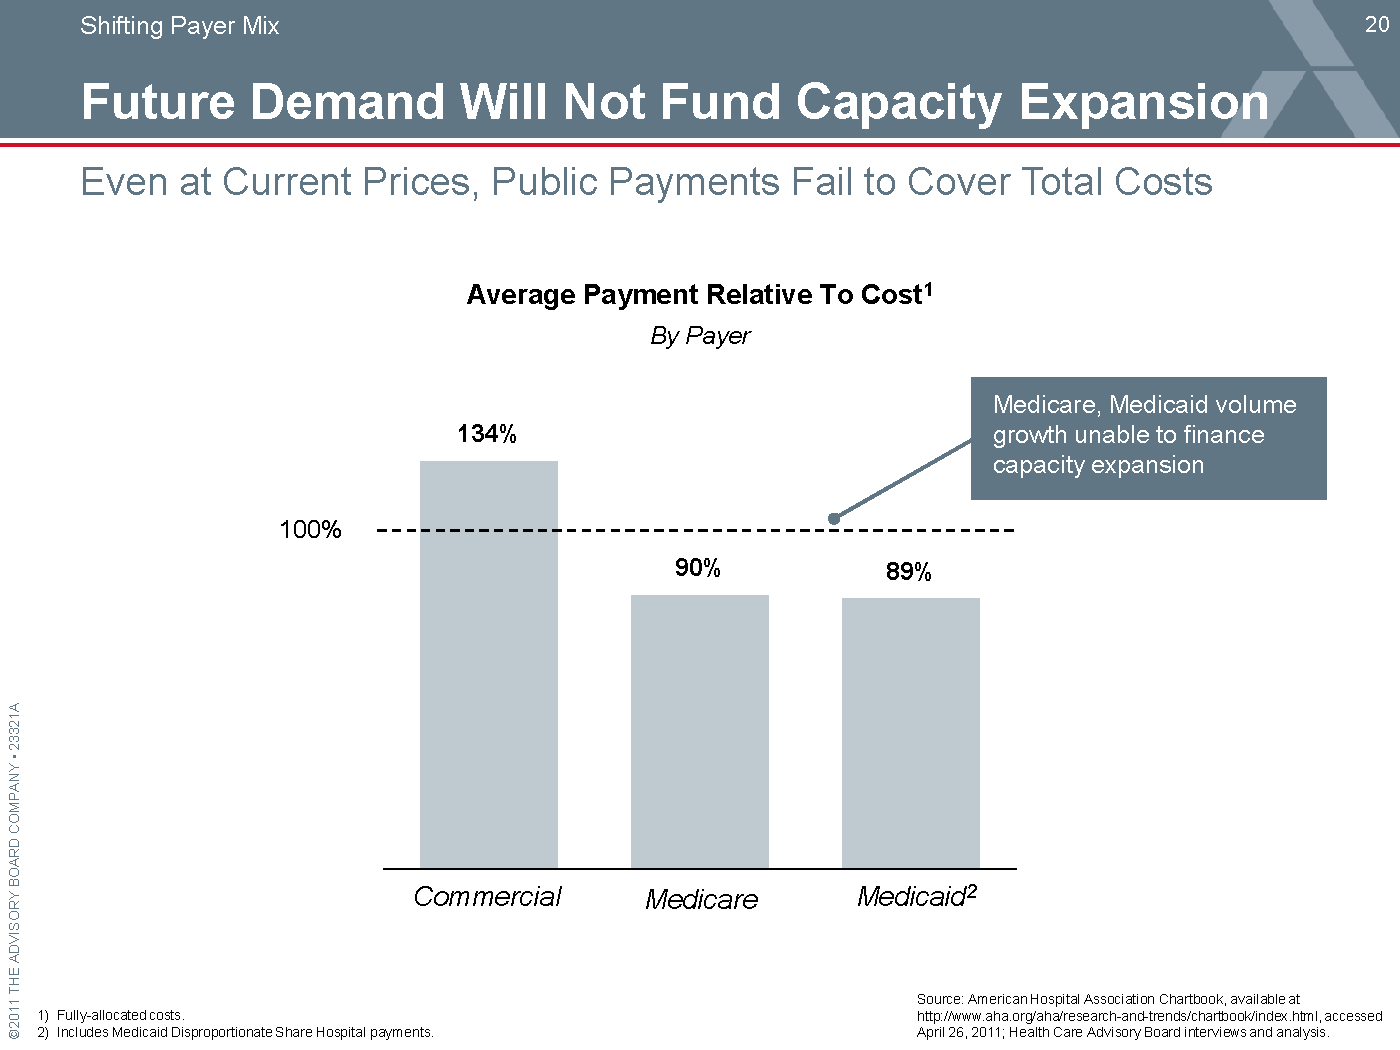 Shifting Payer Mix
20
Future Demand Will Not Fund Capacity Expansion
Even at Current Prices, Public Payments Fail to Cover Total Costs
Average Payment Relative To Cost1
By Payer
Medicare, Medicaid volume
growth unable to finance
capacity expansion
134%
100%
90%
89%
Commercial
Medicare
Medicaid2
©2011 THE ADVISORY BOARD COMPANY • 23321A
1) Fully-allocated costs.
2) Includes Medicaid Disproportionate Share Hospital payments.
Source: American Hospital Association Chartbook, available at
http://www.aha.org/aha/research-and-trends/chartbook/index.html, accessed
April 26, 2011; Health Care Advisory Board interviews and analysis.